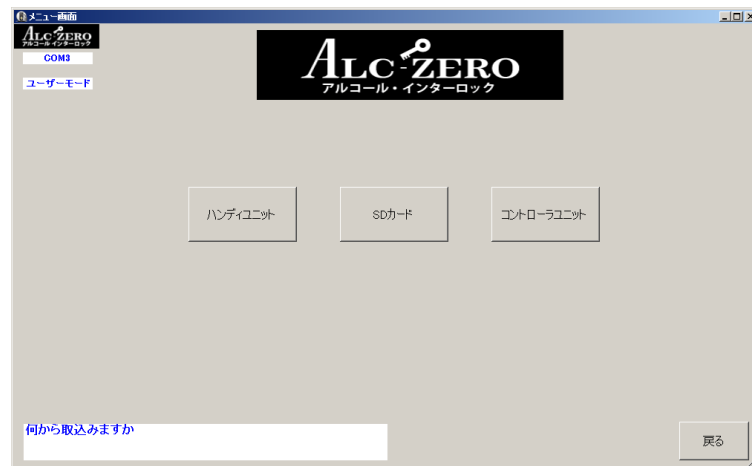 メニュー画面
ALC-ZERO
アルコール・インターロック
COM3
ユーザーモード
ALC-ZERO
アルコール・インターロック
ハンディユニット
SDカード
コントローラユニット
何から取込みますか
戻る